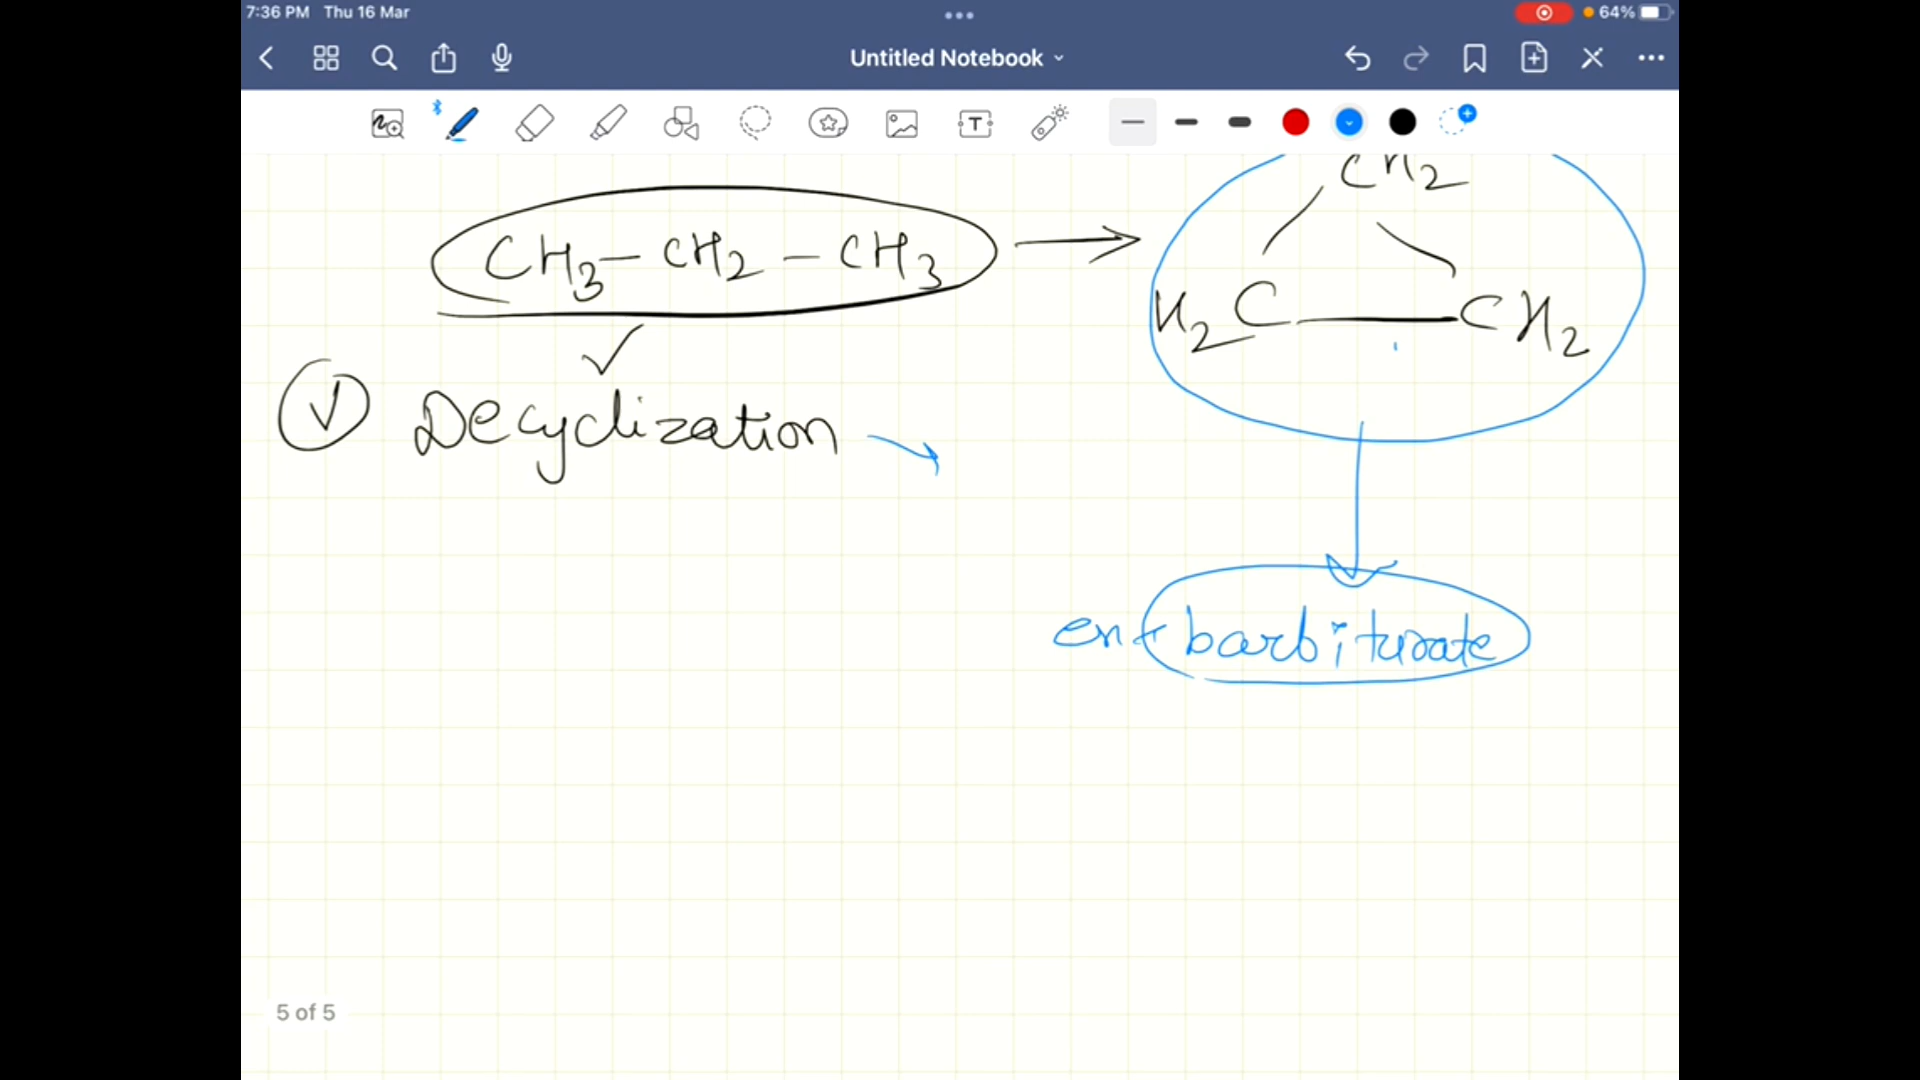 7:36 PM Thu 16 Mar
64%
Untitled Notebook
T
CH2
CH3 - CH2 - CH3
H2C CH2
V Decyclization
ent barbiturate
5 of 5